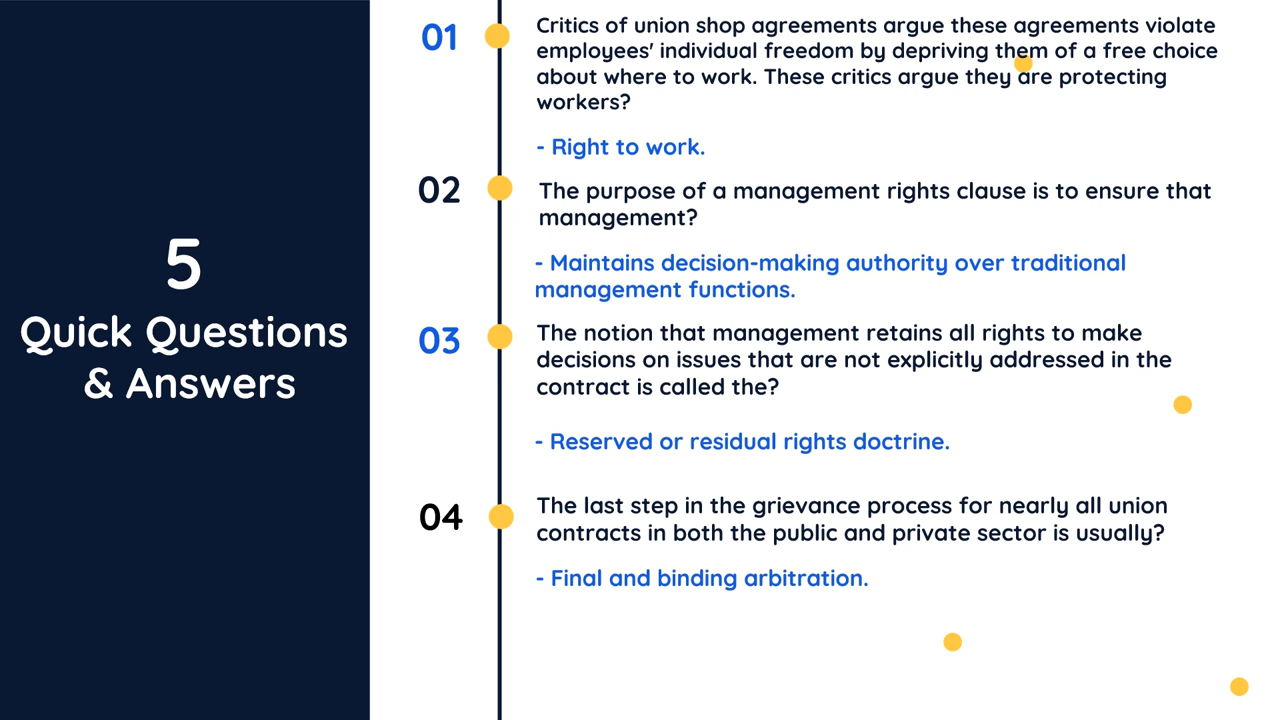 5
Quick Questions
& Answers
01
Critics of union shop agreements argue these agreements violate
employees' individual freedom by depriving them of a free choice
about where to work. These critics argue they are protecting
workers?
- Right to work.
02
The purpose of a management rights clause is to ensure that
management?
- Maintains decision-making authority over traditional
management functions.
03
The notion that management retains all rights to make
decisions on issues that are not explicitly addressed in the
contract is called the?
- Reserved or residual rights doctrine.
04
The last step in the grievance process for nearly all union
contracts in both the public and private sector is usually?
- Final and binding arbitration.